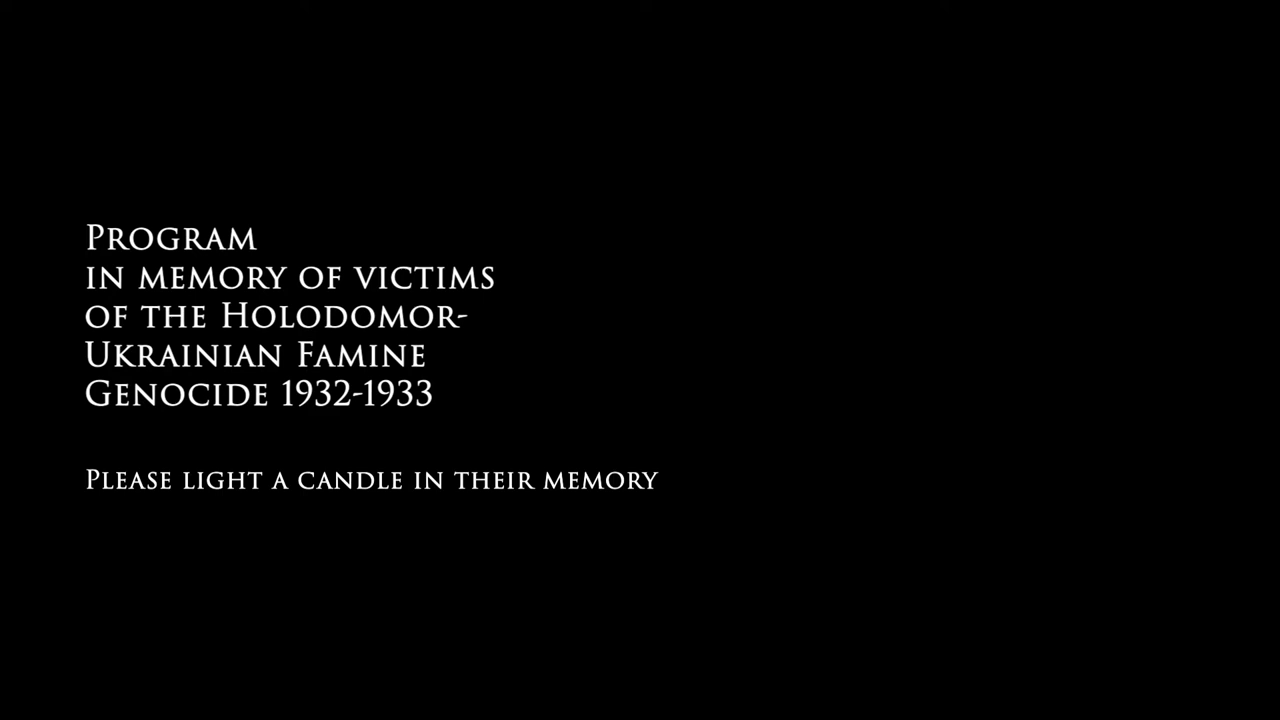 Program
in memory of victims
of the Holodomor-
Ukrainian Famine
Genocide 1932-1933
Please light a candle in their memory